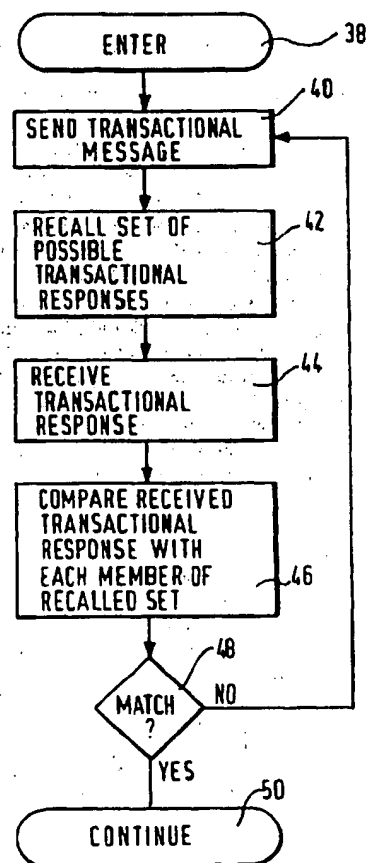 ENTER
38
40
SEND TRANSACTIONAL
MESSAGE
RECALL SET OF
POSSIBLE
TRANSACTIONAL
RESPONSES
42
RECEIVE
TRANSACTIONAL
RESPONSE
44
COMPARE RECEIVED
TRANSACTIONAL
RESPONSE WITH
EACH MEMBER OF
RECALLED SET
46
48
MATCH
?
NO
YES
50
CONTINUE